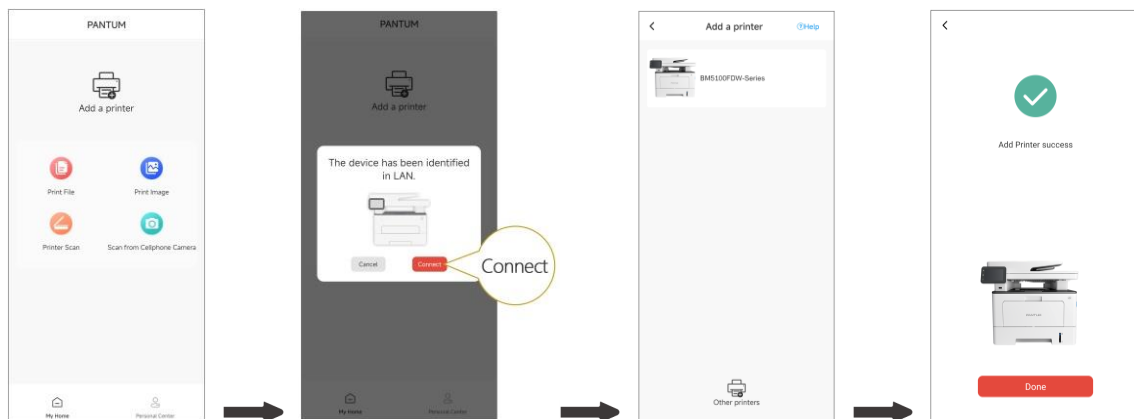 PANTUM
Add a printer
Print File
Print Image
Printer Scan
Scan from Cellphone Camera
My Home
Personal Center
PANTUM
Add a printer
The device has been identified
in LAN.
Cancel
Connect
Connect
My Home
Personal Center
Add a printer
?Help
BM5100FDW-Series
Other printers
Add Printer success
PANTUM
Done